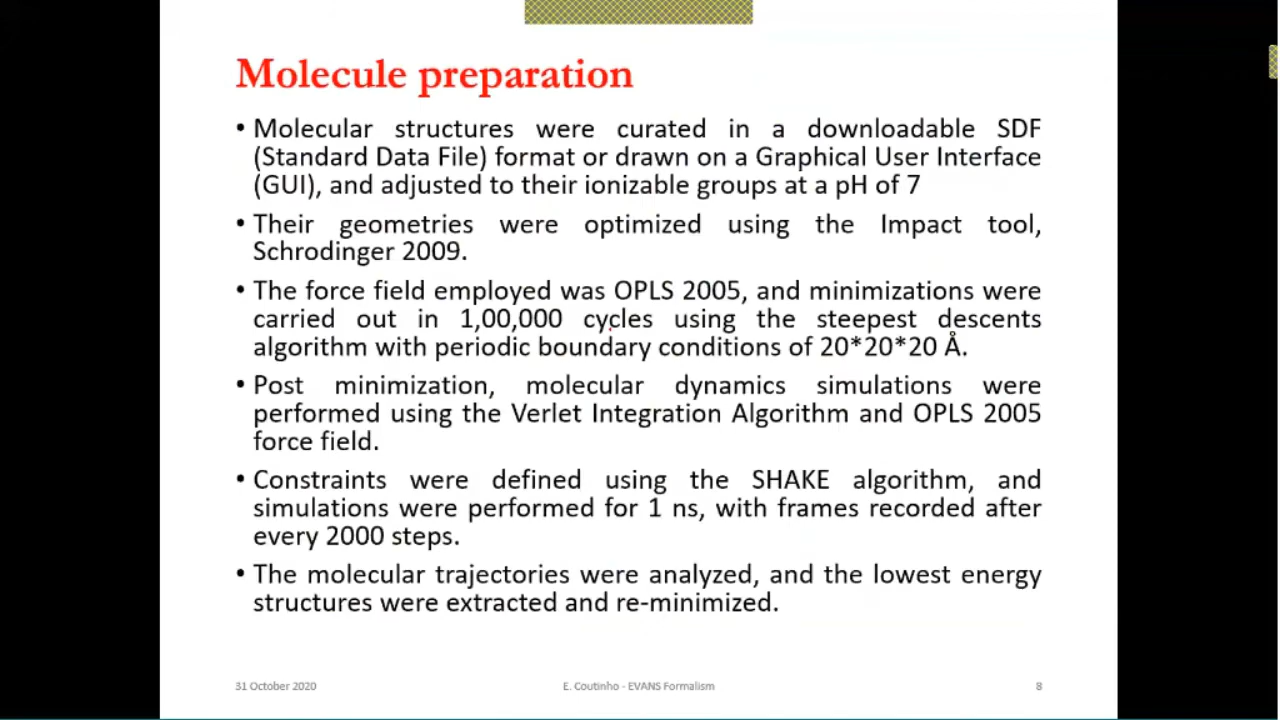 Molecule preparation
• Molecular structures were curated in a downloadable SDF
(Standard Data File) format or drawn on a Graphical User Interface
(GUI), and adjusted to their ionizable groups at a pH of 7
• Their geometries were optimized using the Impact tool,
Schrodinger 2009.
• The force field employed was OPLS 2005, and minimizations were
carried out in 1,00,000 cycles using the steepest descents
algorithm with periodic boundary conditions of 20*20*20 Å.
• Post minimization, molecular dynamics simulations were
performed using the Verlet Integration Algorithm and OPLS 2005
force field.
• Constraints were defined using the SHAKE algorithm, and
simulations were performed for 1 ns, with frames recorded after
every 2000 steps.
• The molecular trajectories were analyzed, and the lowest energy
structures were extracted and re-minimized.
31 October 2020
E. Coutinho - EVANS Formalism
8